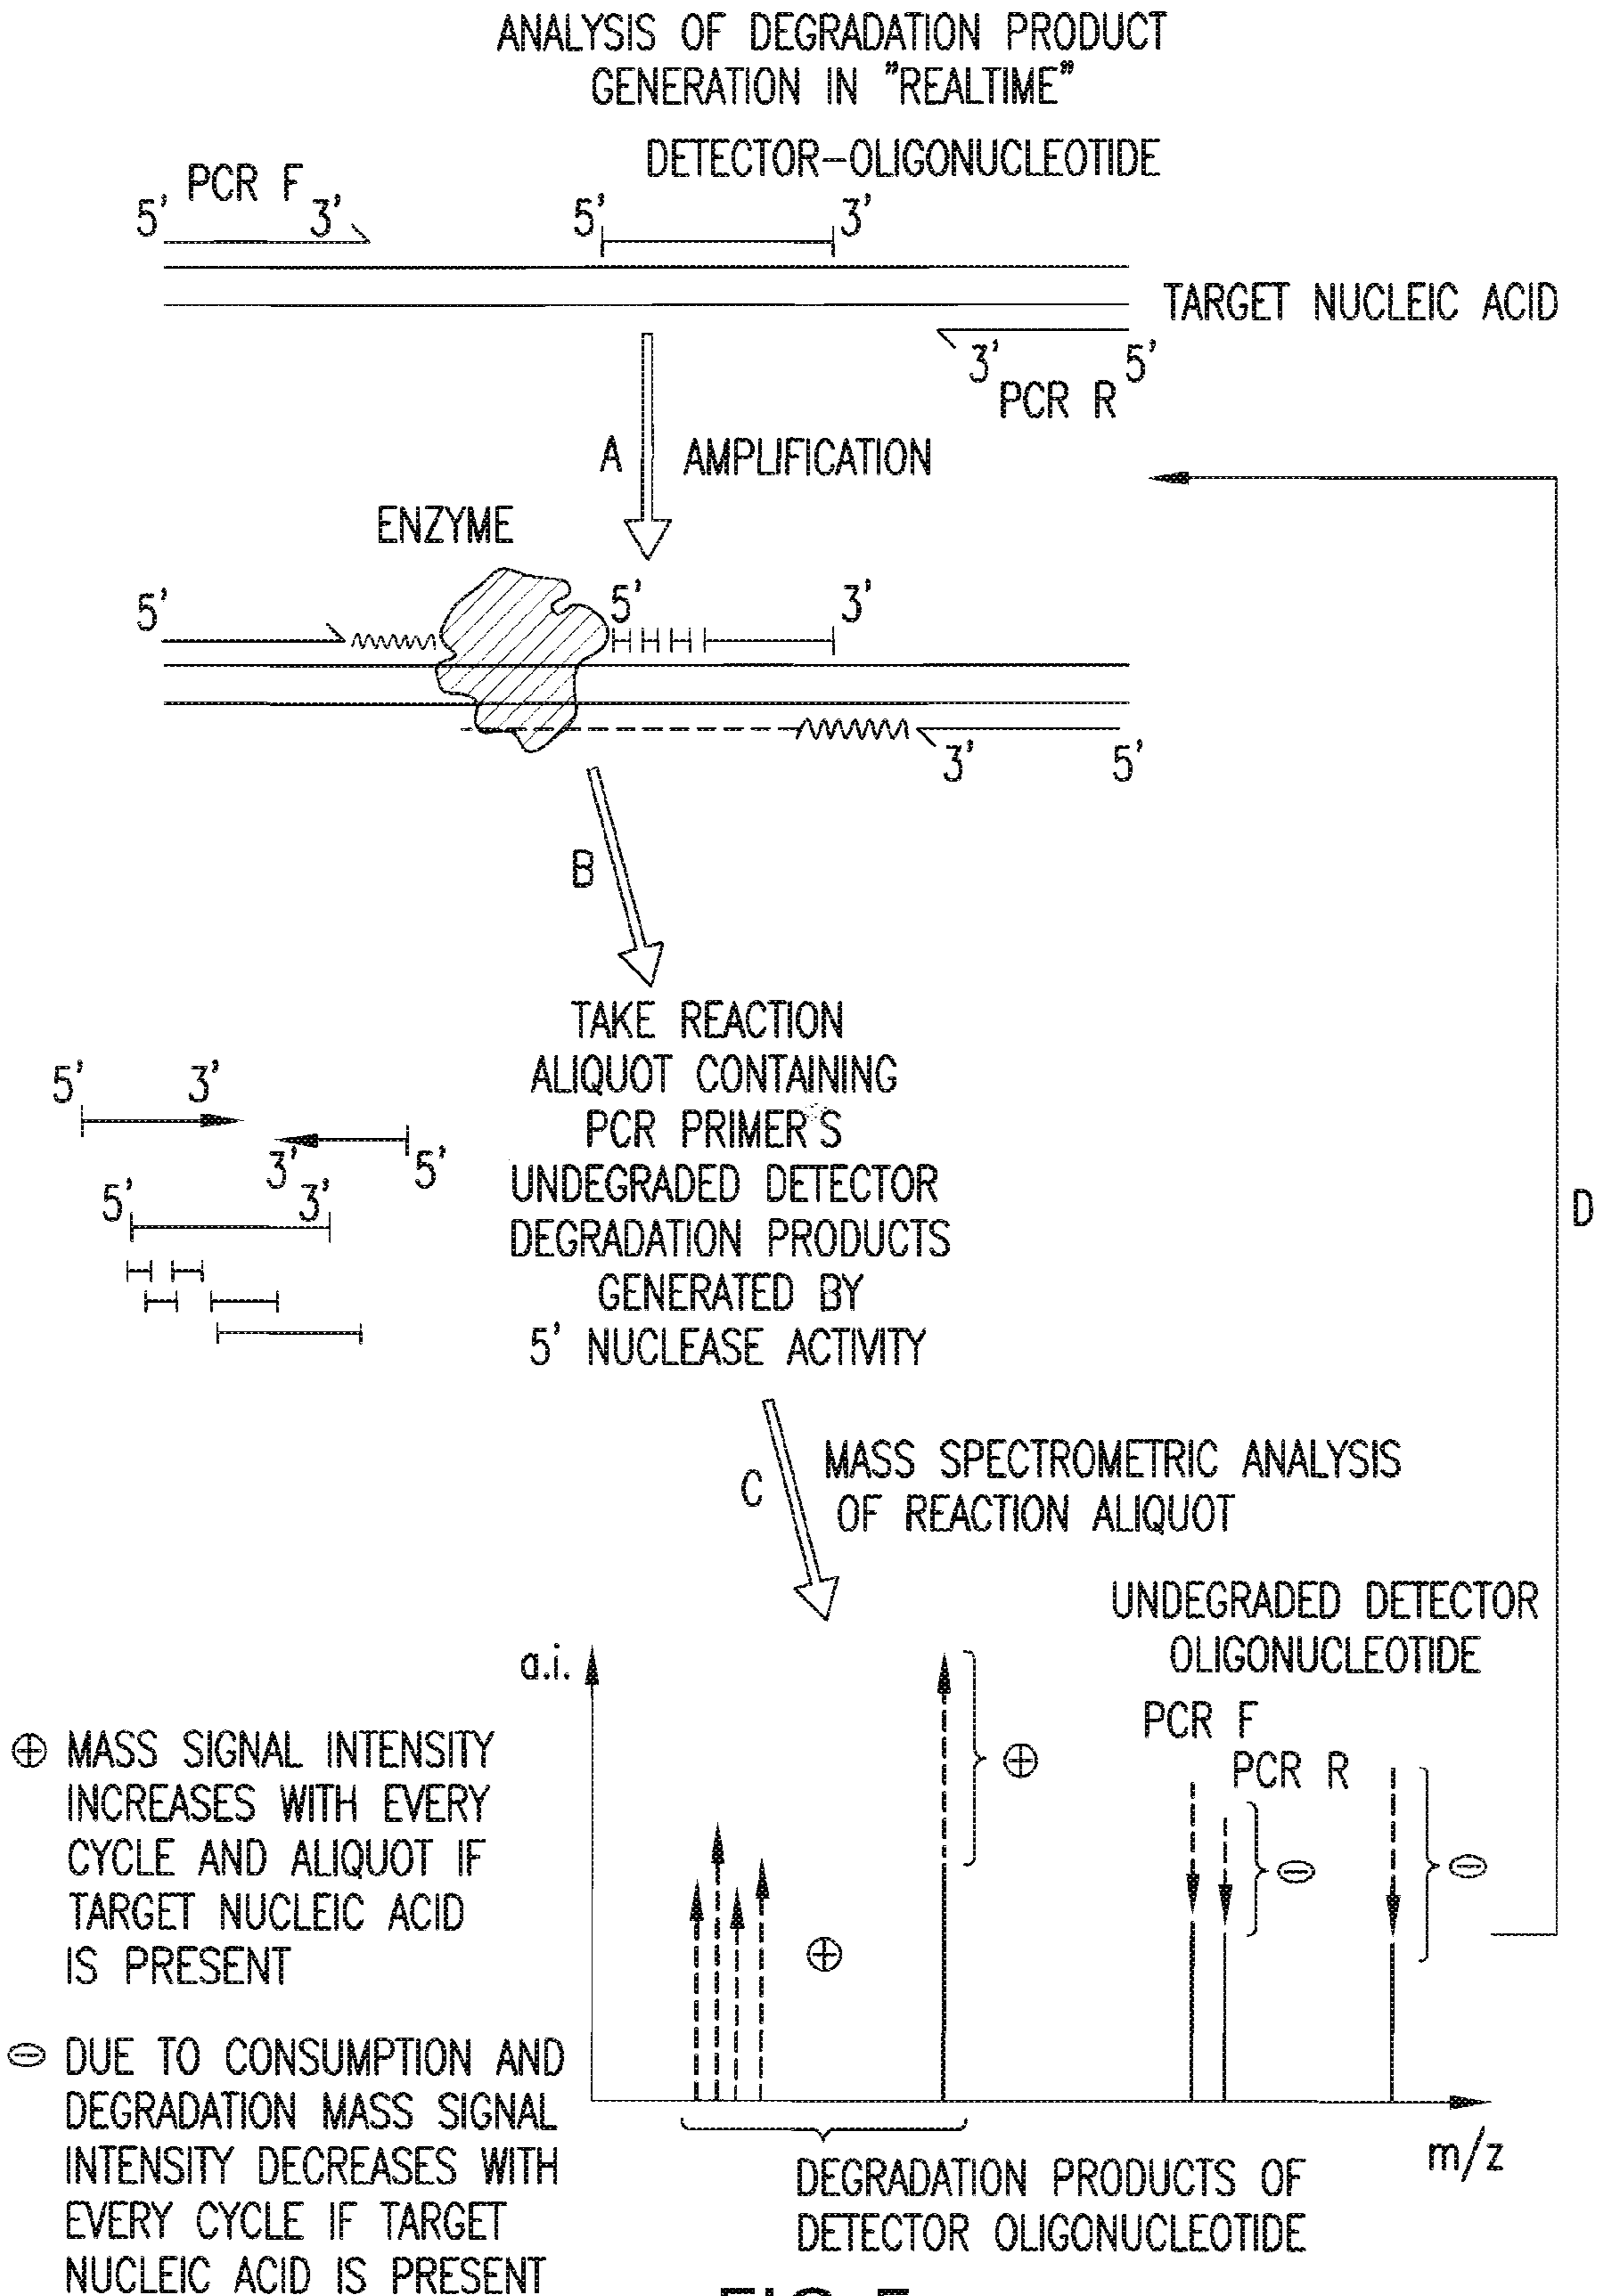 ANALYSIS OF DEGRADATION PRODUCT
GENERATION IN "REALTIME"
DETECTOR-OLIGONUCLEOTIDE
PCR F
5' 3' 5' 3'
TARGET NUCLEIC ACID
3' 5'
PCR R
A AMPLIFICATION
ENZYME
5' 5' 3'
3' 5'
B
TAKE REACTION
ALIQUOT CONTAINING
PCR PRIMER'S
UNDEGRADED DETECTOR
DEGRADATION PRODUCTS
GENERATED BY
5' NUCLEASE ACTIVITY
5' 3'
3' 5'
5' 3'
D
C
MASS SPECTROMETRIC ANALYSIS
OF REACTION ALIQUOT
UNDEGRADED DETECTOR
OLIGONUCLEOTIDE
PCR F
PCR R
a.i.
⊕
⊕
⊖
⊖
m/z
DEGRADATION PRODUCTS OF
DETECTOR OLIGONUCLEOTIDE
⊕ MASS SIGNAL INTENSITY
INCREASES WITH EVERY
CYCLE AND ALIQUOT IF
TARGET NUCLEIC ACID
IS PRESENT
⊖ DUE TO CONSUMPTION AND
DEGRADATION MASS SIGNAL
INTENSITY DECREASES WITH
EVERY CYCLE IF TARGET
NUCLEIC ACID IS PRESENT